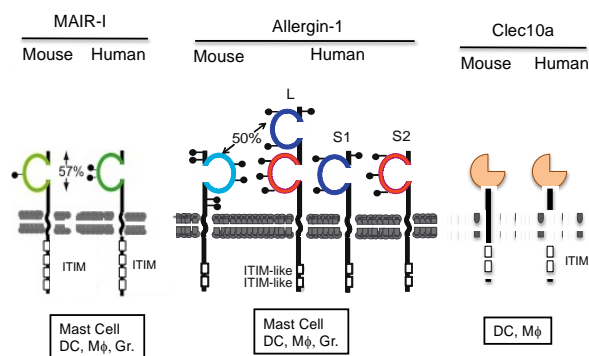 MAIR-I
Mouse Human
57%
ITIM
Mast Cell
DC, Mϕ, Gr.
Allergin-1
Mouse Human
L
50%
S1
S2
ITIM-like
ITIM-like
Mast Cell
DC, Mϕ, Gr.
Clec10a
Mouse Human
ITIM
DC, Mϕ